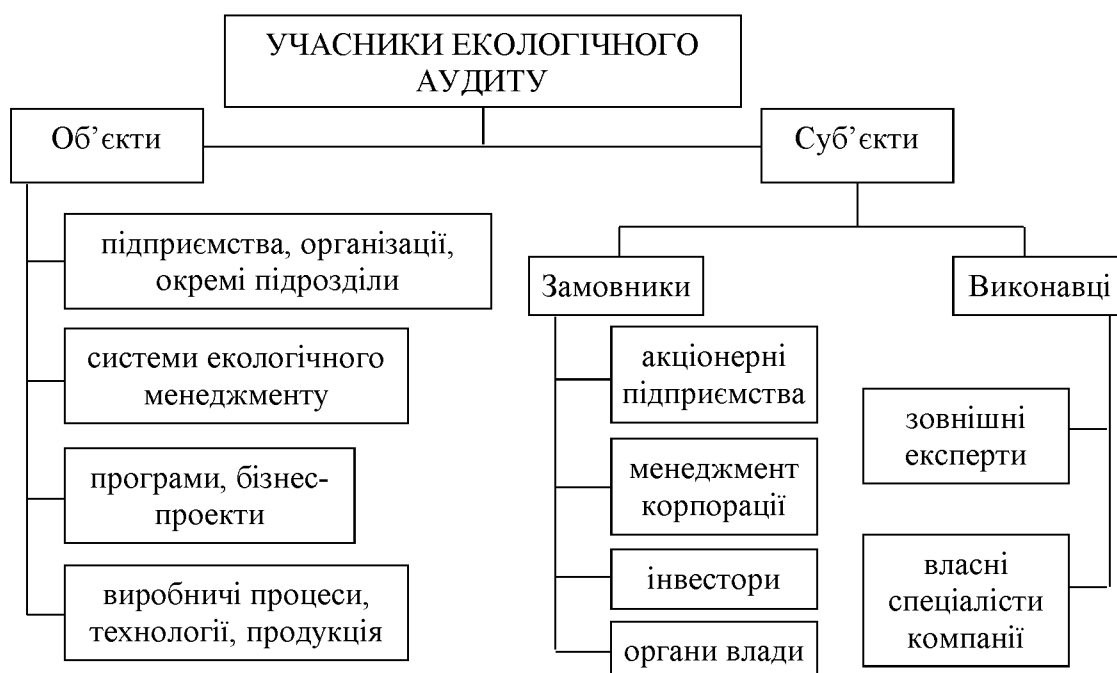 УЧАСНИКИ ЕКОЛОГІЧНОГО
АУДИТУ
Об’єкти
Суб’єкти
підприємства, організації,
окремі підрозділи
системи екологічного
менеджменту
програми, бізнес-
проекти
виробничі процеси,
технології, продукція
Замовники
Виконавці
акціонерні
підприємства
менеджмент
корпорації
інвестори
органи влади
зовнішні
експерти
власні
спеціалісти
компанії